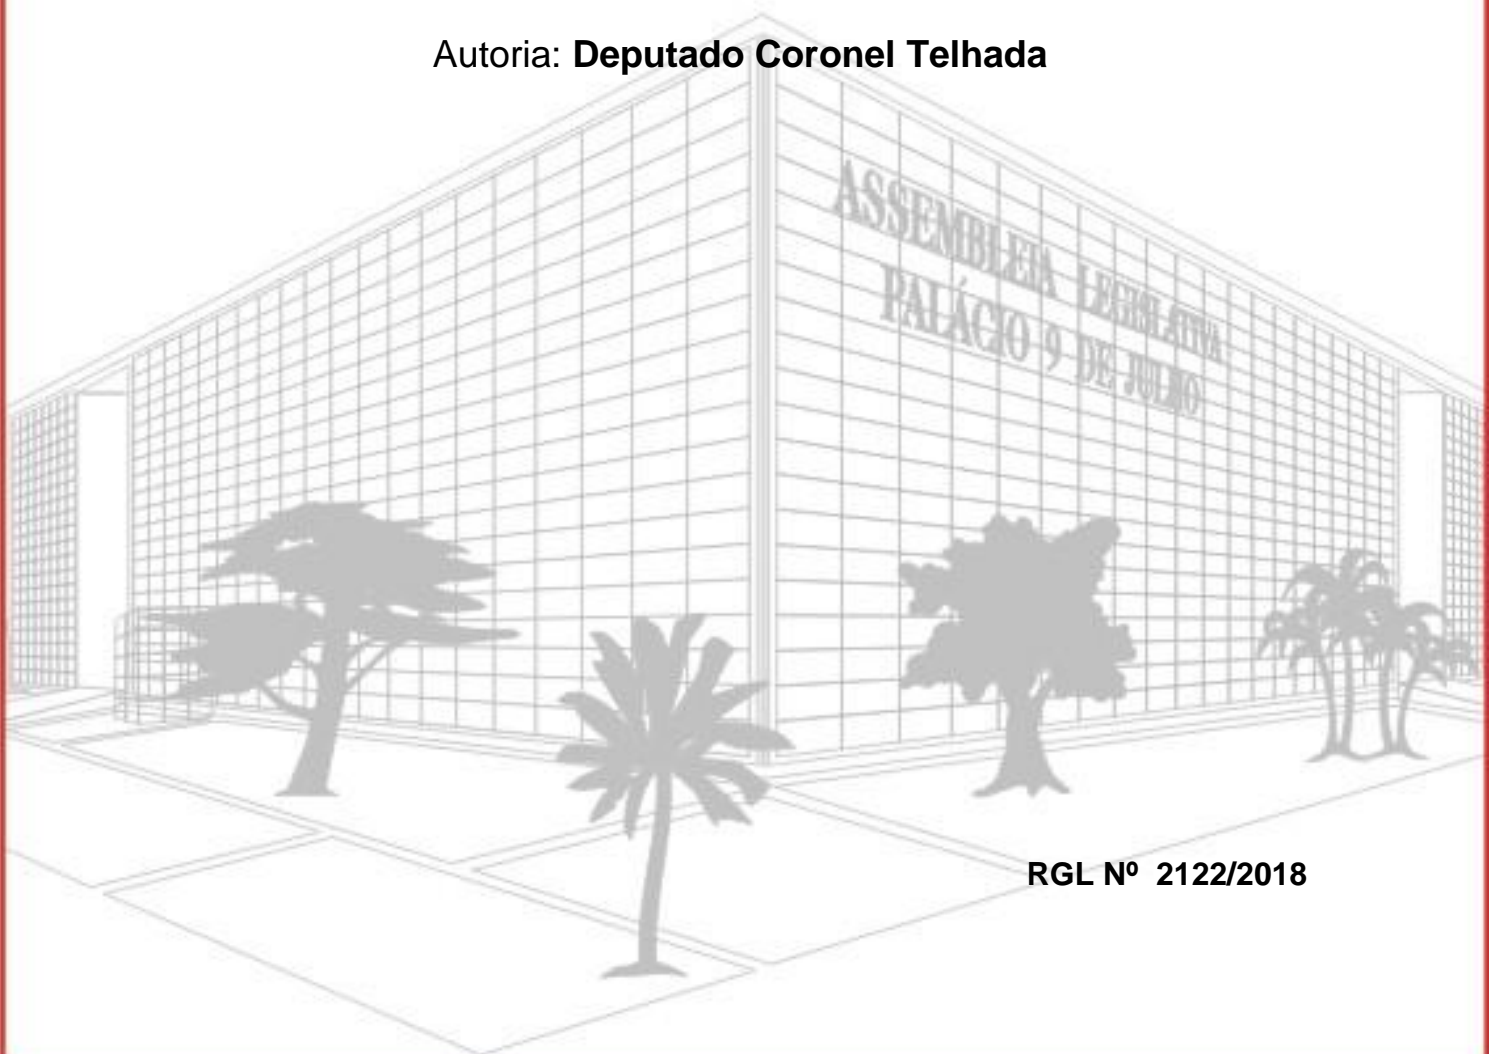 Autoria: Deputado Coronel Telhada
ASSEMBLEIA LEGISLATIVA
PALÁCIO 9 DE JULHO
RGL Nº 2122/2018